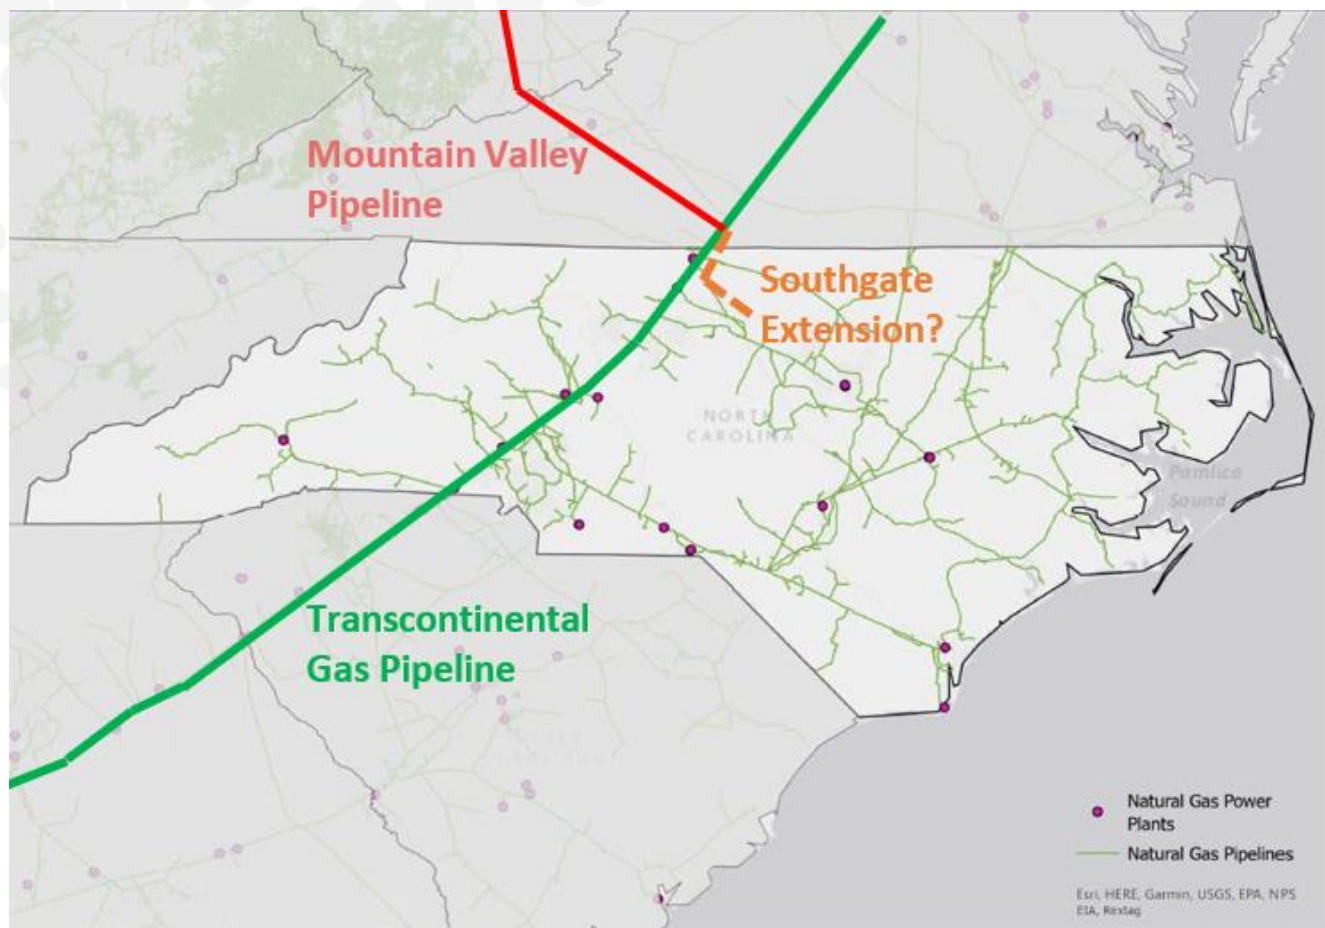 Mountain Valley
Pipeline
Southgate
Extension?
NORTH
CAROLINA
Pamlico
Sound
Transcontinental
Gas Pipeline
Natural Gas Power
Plants
Natural Gas Pipelines
Esri, HERE, Garmin, USGS, EPA, NPS
EIA, Rextag